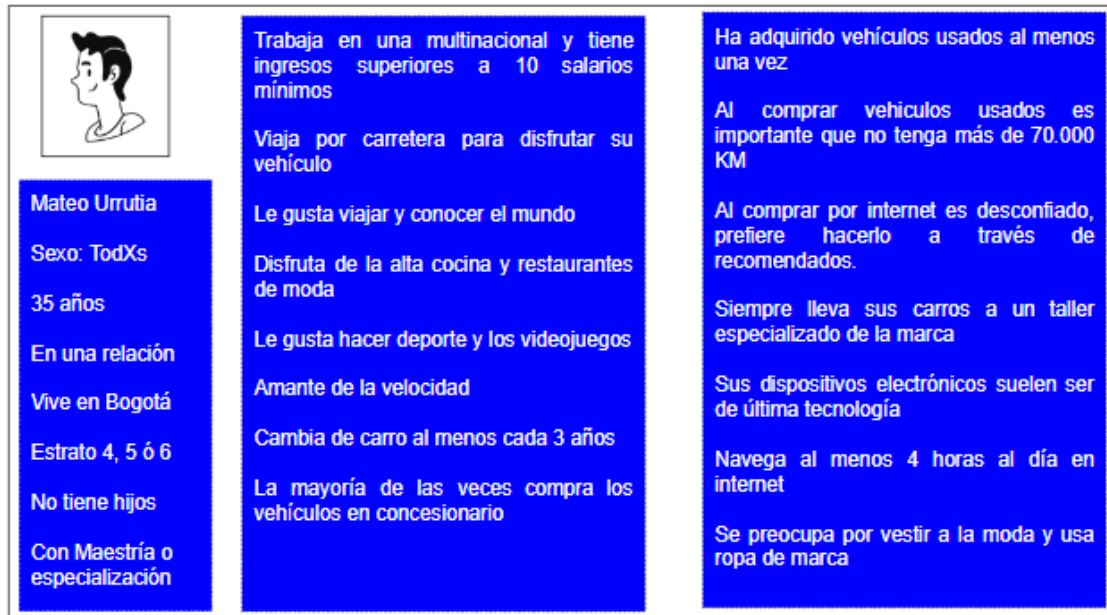 Mateo Urrutia
Sexo: TodXs
35 años
En una relación
Vive en Bogotá
Estrato 4, 5 ó 6
No tiene hijos
Con Maestría o
especialización
Trabaja en una multinacional y tiene
ingresos superiores a 10 salarios
mínimos
Viaja por carretera para disfrutar su
vehículo
Le gusta viajar y conocer el mundo
Disfruta de la alta cocina y restaurantes
de moda
Le gusta hacer deporte y los videojuegos
Amante de la velocidad
Cambia de carro al menos cada 3 años
La mayoría de las veces compra los
vehículos en concesionario
Ha adquirido vehículos usados al menos
una vez
Al comprar vehiculos usados es
importante que no tenga más de 70.000
KM
Al comprar por internet es desconfiado,
prefiere hacerlo a través de
recomendados.
Siempre lleva sus carros a un taller
especializado de la marca
Sus dispositivos electrónicos suelen ser
de última tecnología
Navega al menos 4 horas al día en
internet
Se preocupa por vestir a la moda y usa
ropa de marca